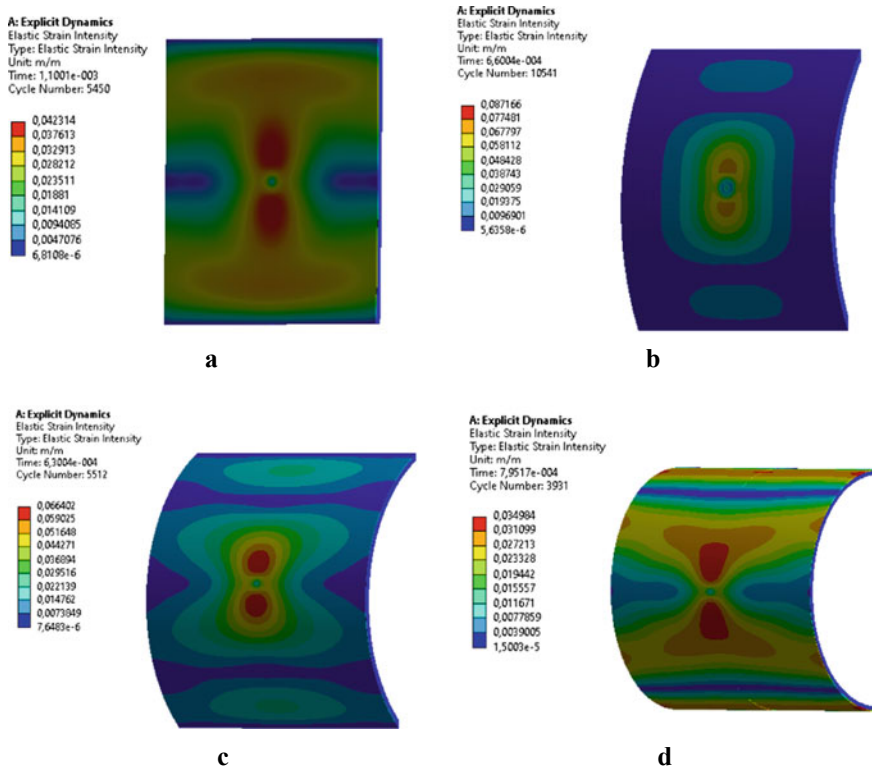 A: Explicit Dynamics
Elastic Strain Intensity
Type: Elastic Strain Intensity
Unit: m/m
Time: 1,1001e-003
Cycle Number: 5450
0,042314
0,037613
0,032913
0,028212
0,023511
0,01881
0,014109
0,0094085
0,0047076
6,8108e-6
a
A: Explicit Dynamics
Elastic Strain Intensity
Type: Elastic Strain Intensity
Unit: m/m
Time: 6,6004e-004
Cycle Number: 10541
0,087166
0,077481
0,067797
0,058112
0,048428
0,038743
0,029059
0,019375
0,0096901
5,6358e-6
b
A: Explicit Dynamics
Elastic Strain Intensity
Type: Elastic Strain Intensity
Unit: m/m
Time: 6,3004e-004
Cycle Number: 5512
0,066402
0,059025
0,051648
0,044271
0,036894
0,029516
0,022139
0,014762
0,0073849
7,6483e-6
c
A: Explicit Dynamics
Elastic Strain Intensity
Type: Elastic Strain Intensity
Unit: m/m
Time: 7,9517e-004
Cycle Number: 3931
0,034984
0,031099
0,027213
0,023328
0,019442
0,015557
0,011671
0,0077859
0,0039005
1,5003e-5
d